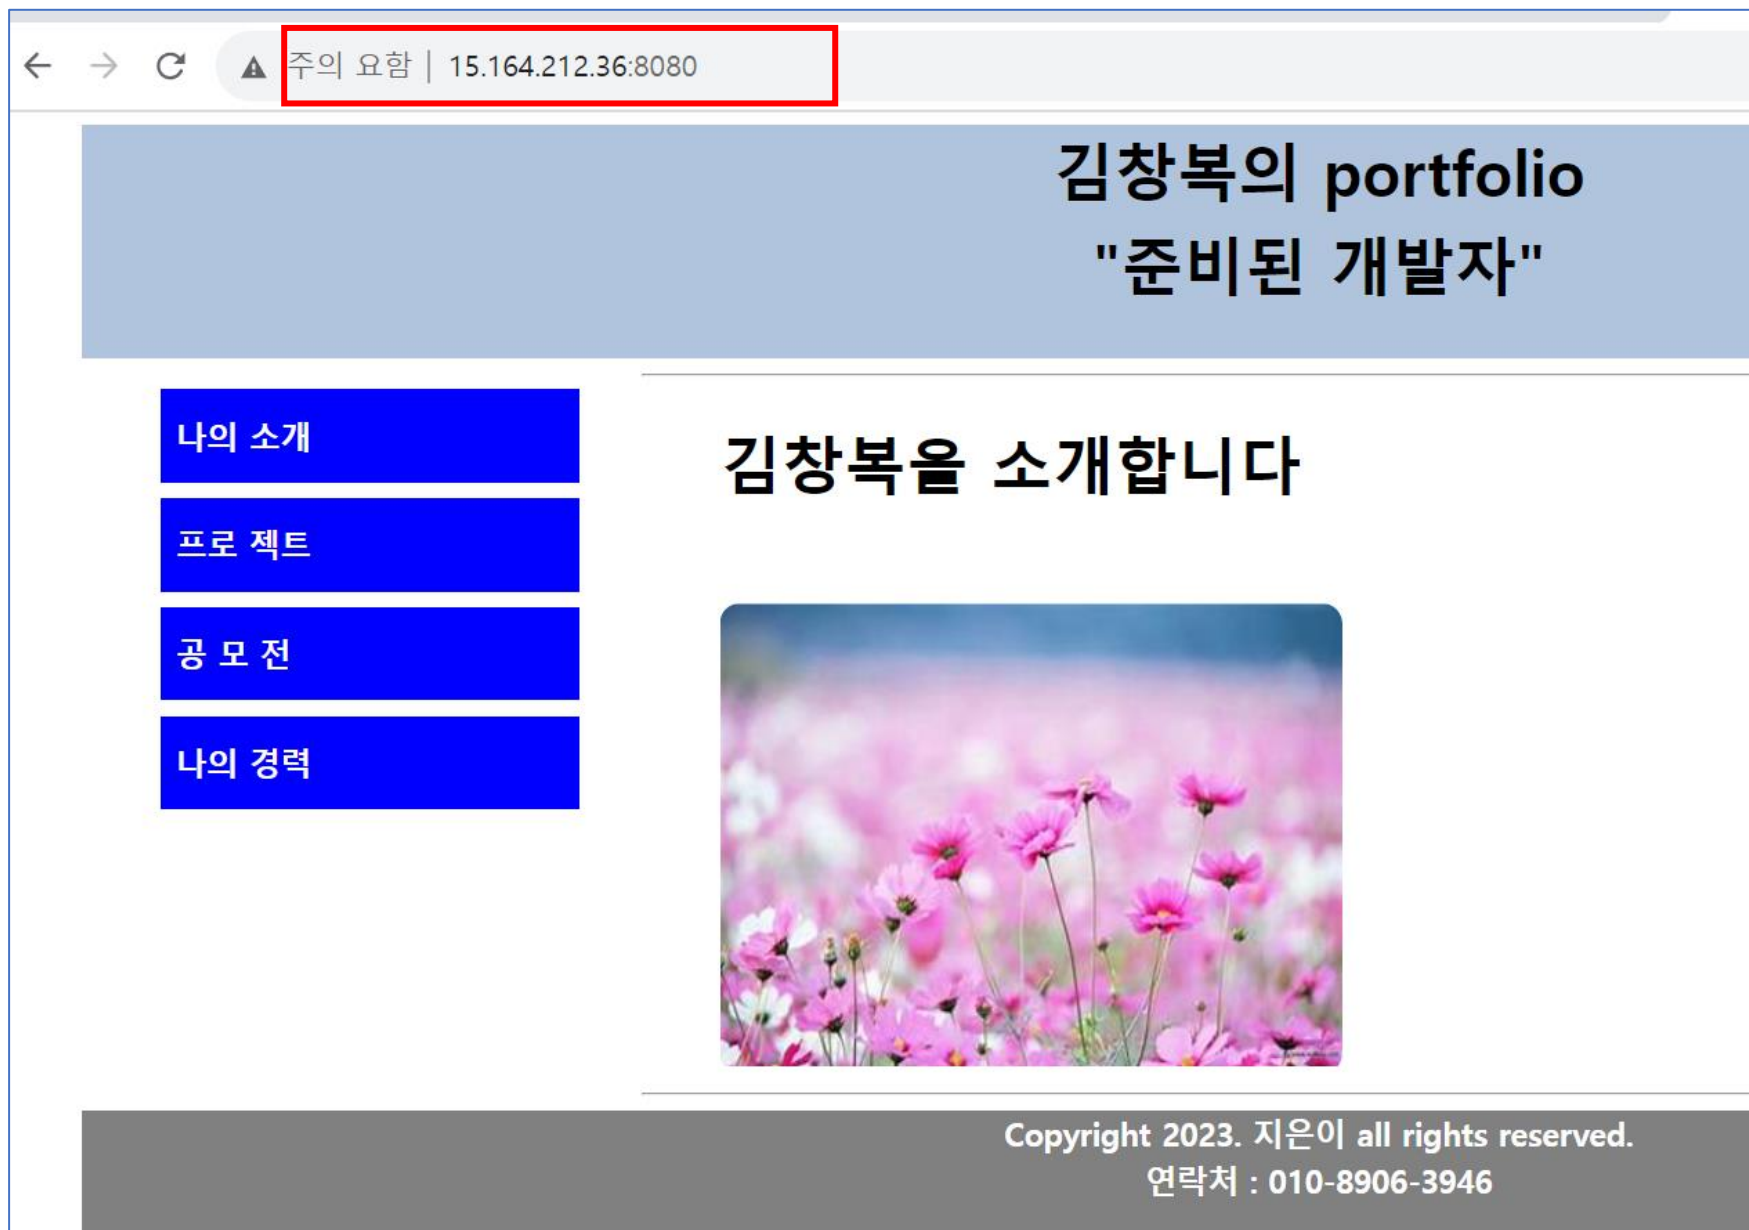 주의 요함 | 15.164.212.36:8080
김창복의 portfolio
"준비된 개발자"
나의 소개
프로 젝트
공 모 전
나의 경력
김창복을 소개합니다
Copyright 2023. 지은이 all rights reserved.
연락처 : 010-8906-3946